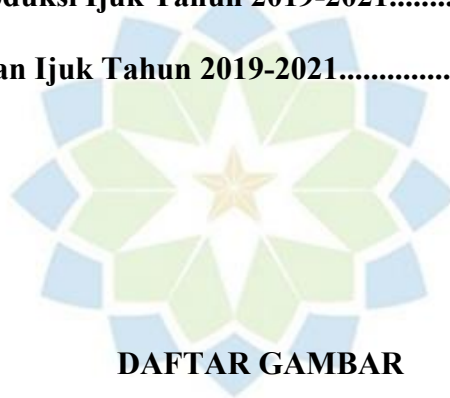 oduksi Ijuk Tahun 2019-2021........
an Ijuk Tahun 2019-2021..............
DAFTAR GAMBAR